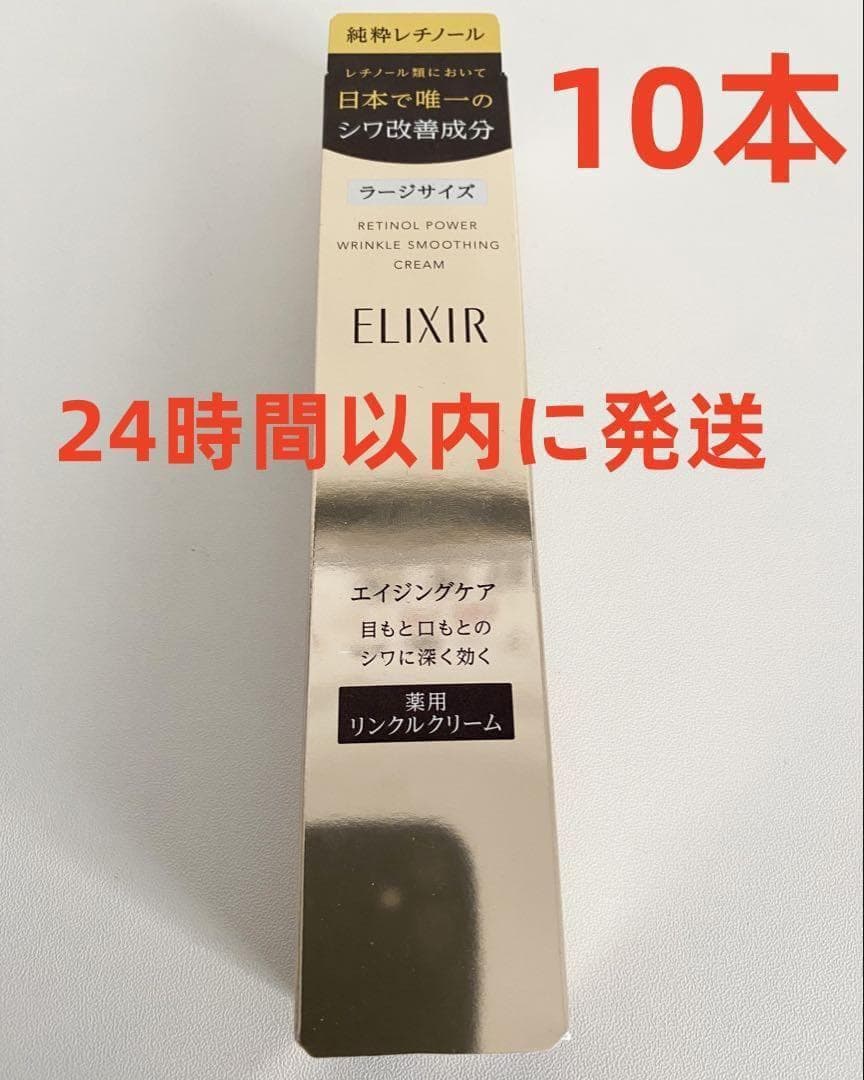 純粋レチノール
レチノール類において
日本で唯一の
シワ改善成分
10本
ラージサイズ
RETINOL POWER
WRINKLE SMOOTHING
CREAM
ELIXIR
24時間以内に発送
エイジングケア
目もと口もとの
シワに深く効く
薬用
リンクルクリーム